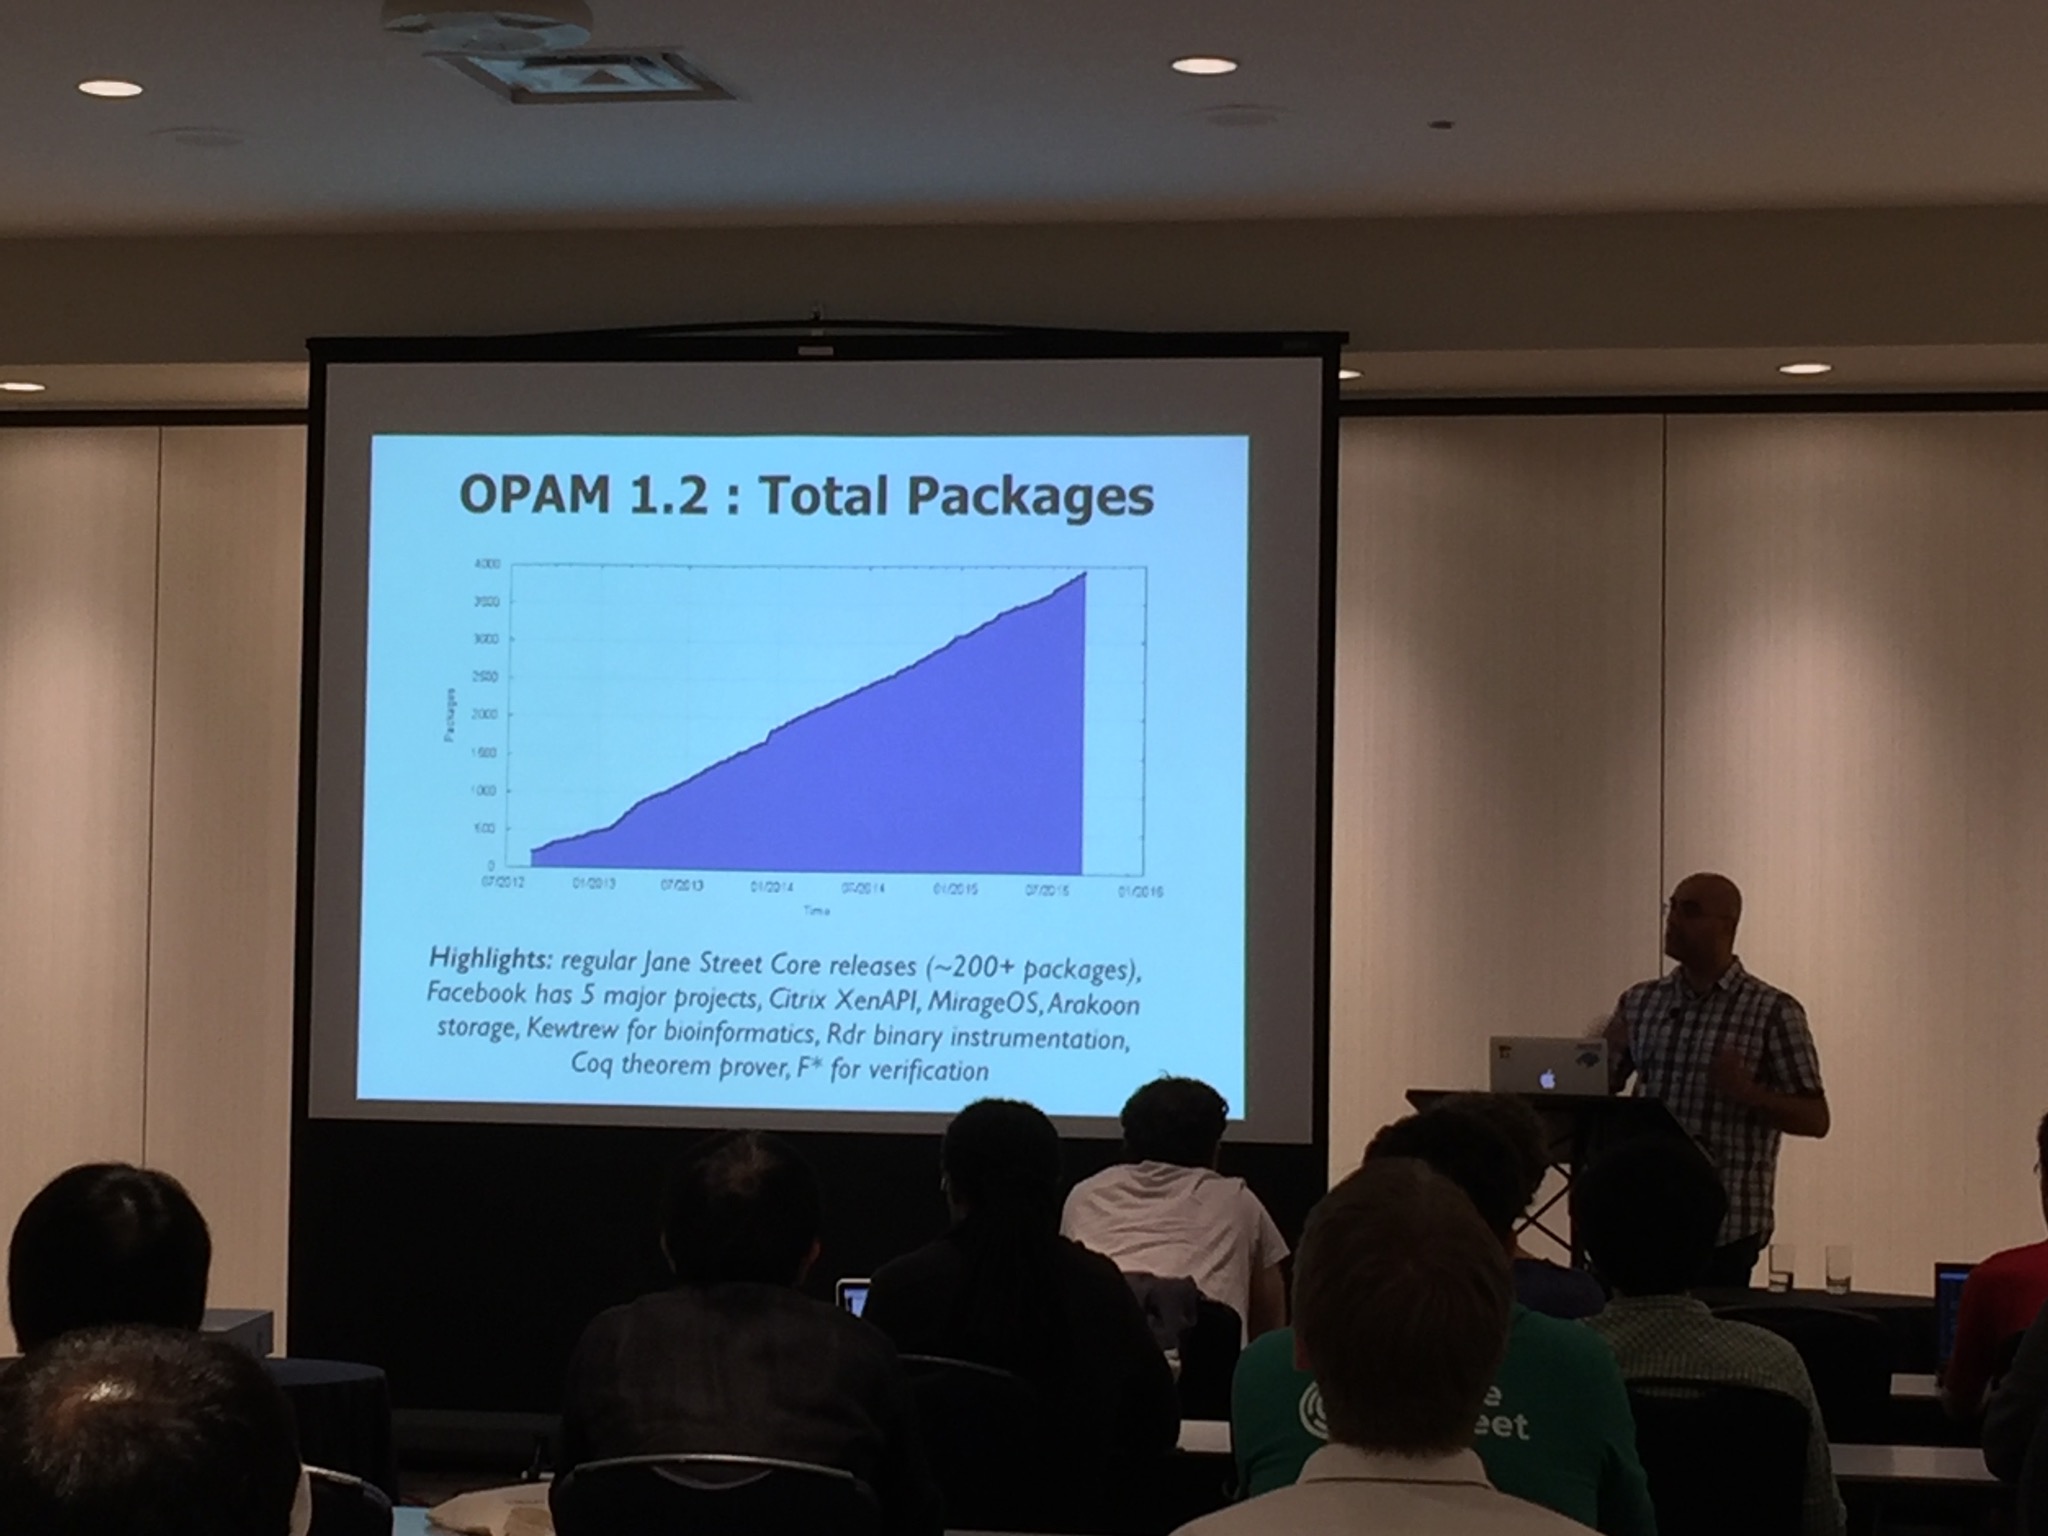 OPAM 1.2 : Total Packages
4000
3500
3000
2500
2000
1500
1000
500
0
Packages
07/2012 01/2013 07/2013 01/2014 07/2014 01/2015 07/2015 01/2016
Time
Highlights: regular Jane Street Core releases (~200+ packages),
Facebook has 5 major projects, Citrix XenAPI, MirageOS, Arakoon
storage, Kewtrew for bioinformatics, Rdr binary instrumentation,
Coq theorem prover, F* for verification
e
eet